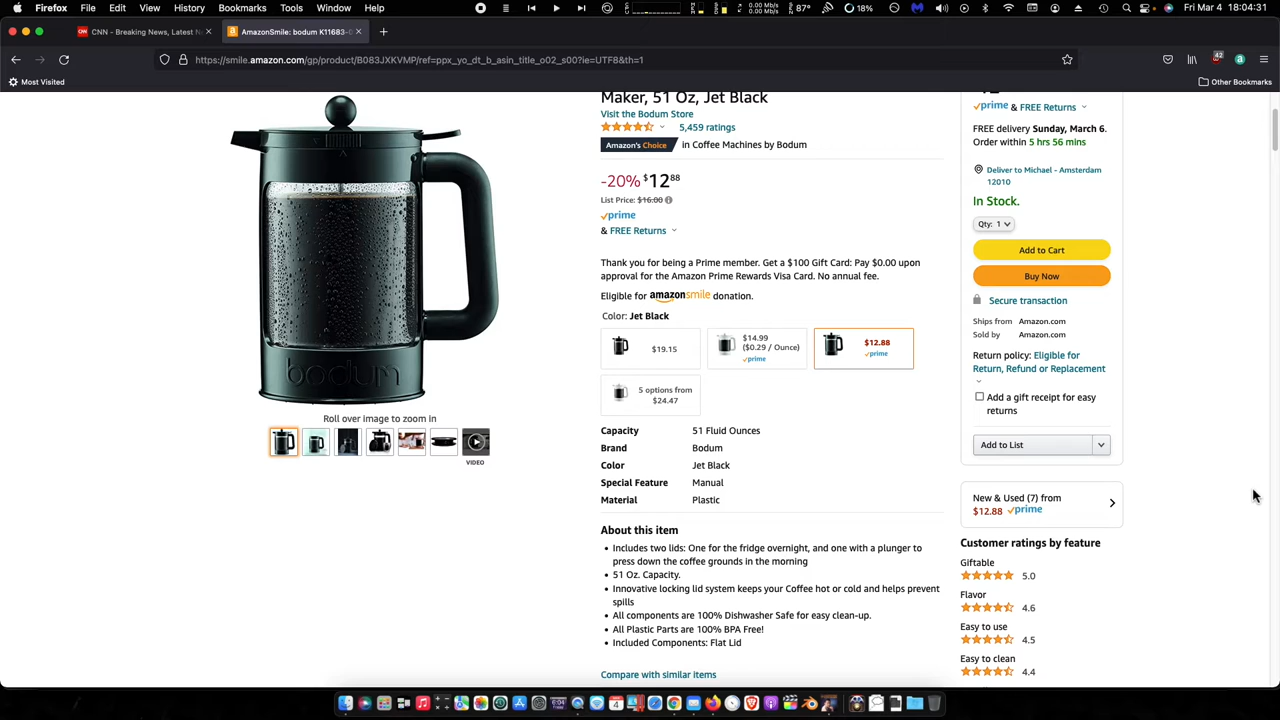 Firefox File Edit View History Bookmarks Tools Window Help 0.00 Mb/s 0.00 Mb/s 87° 18% Fri Mar 4 18:04:31
CNN - Breaking News, Latest N
AmazonSmile: bodum K11683-0
https://smile.amazon.com/gp/product/B083JXKVMP/ref=ppx_yo_dt_b_asin_title_o02_s00?ie=UTF8&th=1
42
Most Visited
Other Bookmarks
Maker, 51 Oz, Jet Black
Visit the Bodum Store
5,459 ratings
Amazon's Choice in Coffee Machines by Bodum
-20% $12 88
List Price: $16.00
prime
& FREE Returns
Thank you for being a Prime member. Get a $100 Gift Card: Pay $0.00 upon
approval for the Amazon Prime Rewards Visa Card. No annual fee.
Eligible for amazonsmile donation.
Color: Jet Black
$19.15
$14.99
($0.29 / Ounce)
prime
$12.88
prime
5 options from
$24.47
Capacity 51 Fluid Ounces
Brand Bodum
Color Jet Black
Special Feature Manual
Material Plastic
About this item
• Includes two lids: One for the fridge overnight, and one with a plunger to
press down the coffee grounds in the morning
• 51 Oz. Capacity.
• Innovative locking lid system keeps your Coffee hot or cold and helps prevent
spills
• All components are 100% Dishwasher Safe for easy clean-up.
• All Plastic Parts are 100% BPA Free!
• Included Components: Flat Lid
Compare with similar items
bodum
Roll over image to zoom in
VIDEO
prime & FREE Returns
FREE delivery Sunday, March 6.
Order within 5 hrs 56 mins
Deliver to Michael - Amsterdam
12010
In Stock.
Qty: 1
Add to Cart
Buy Now
Secure transaction
Ships from Amazon.com
Sold by Amazon.com
Return policy: Eligible for
Return, Refund or Replacement
Add a gift receipt for easy
returns
Add to List
New & Used (7) from
$12.88 prime
Customer ratings by feature
Giftable
5.0
Flavor
4.6
Easy to use
4.5
Easy to clean
4.4